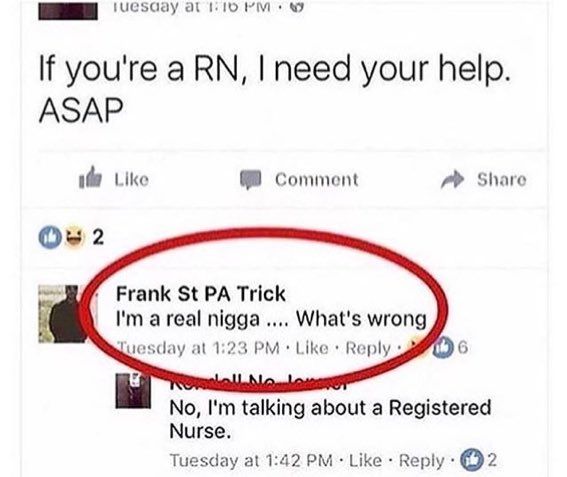 Tuesday at 1:16 PM ·
If you're a RN, I need your help.
ASAP
Like Comment Share
2
Frank St PA Trick
I'm a real nigga .... What's wrong
Tuesday at 1:23 PM · Like · Reply · 6
No, I'm talking about a Registered
Nurse.
Tuesday at 1:42 PM · Like · Reply · 2